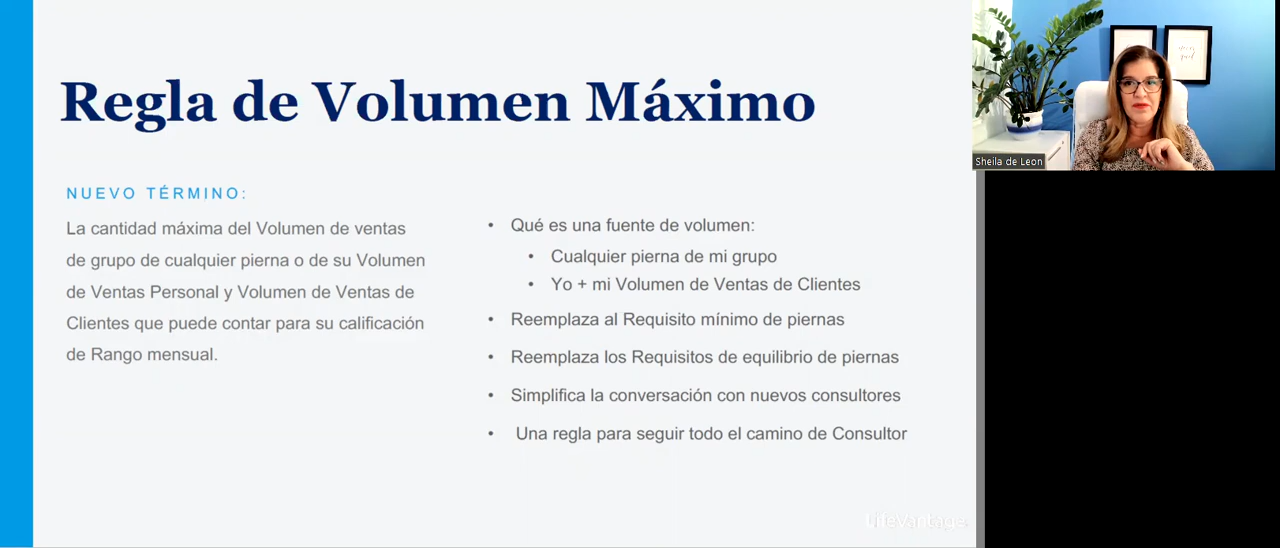 Regla de Volumen Máximo
NUEVO TÉRMINO:
La cantidad máxima del Volumen de ventas
de grupo de cualquier pierna o de su Volumen
de Ventas Personal y Volumen de Ventas de
Clientes que puede contar para su calificación
de Rango mensual.
• Qué es una fuente de volumen:
• Cualquier pierna de mi grupo
• Yo + mi Volumen de Ventas de Clientes
• Reemplaza al Requisito mínimo de piernas
• Reemplaza los Requisitos de equilibrio de piernas
• Simplifica la conversación con nuevos consultores
• Una regla para seguir todo el camino de Consultor
LifeVantage
Sheila de Leon